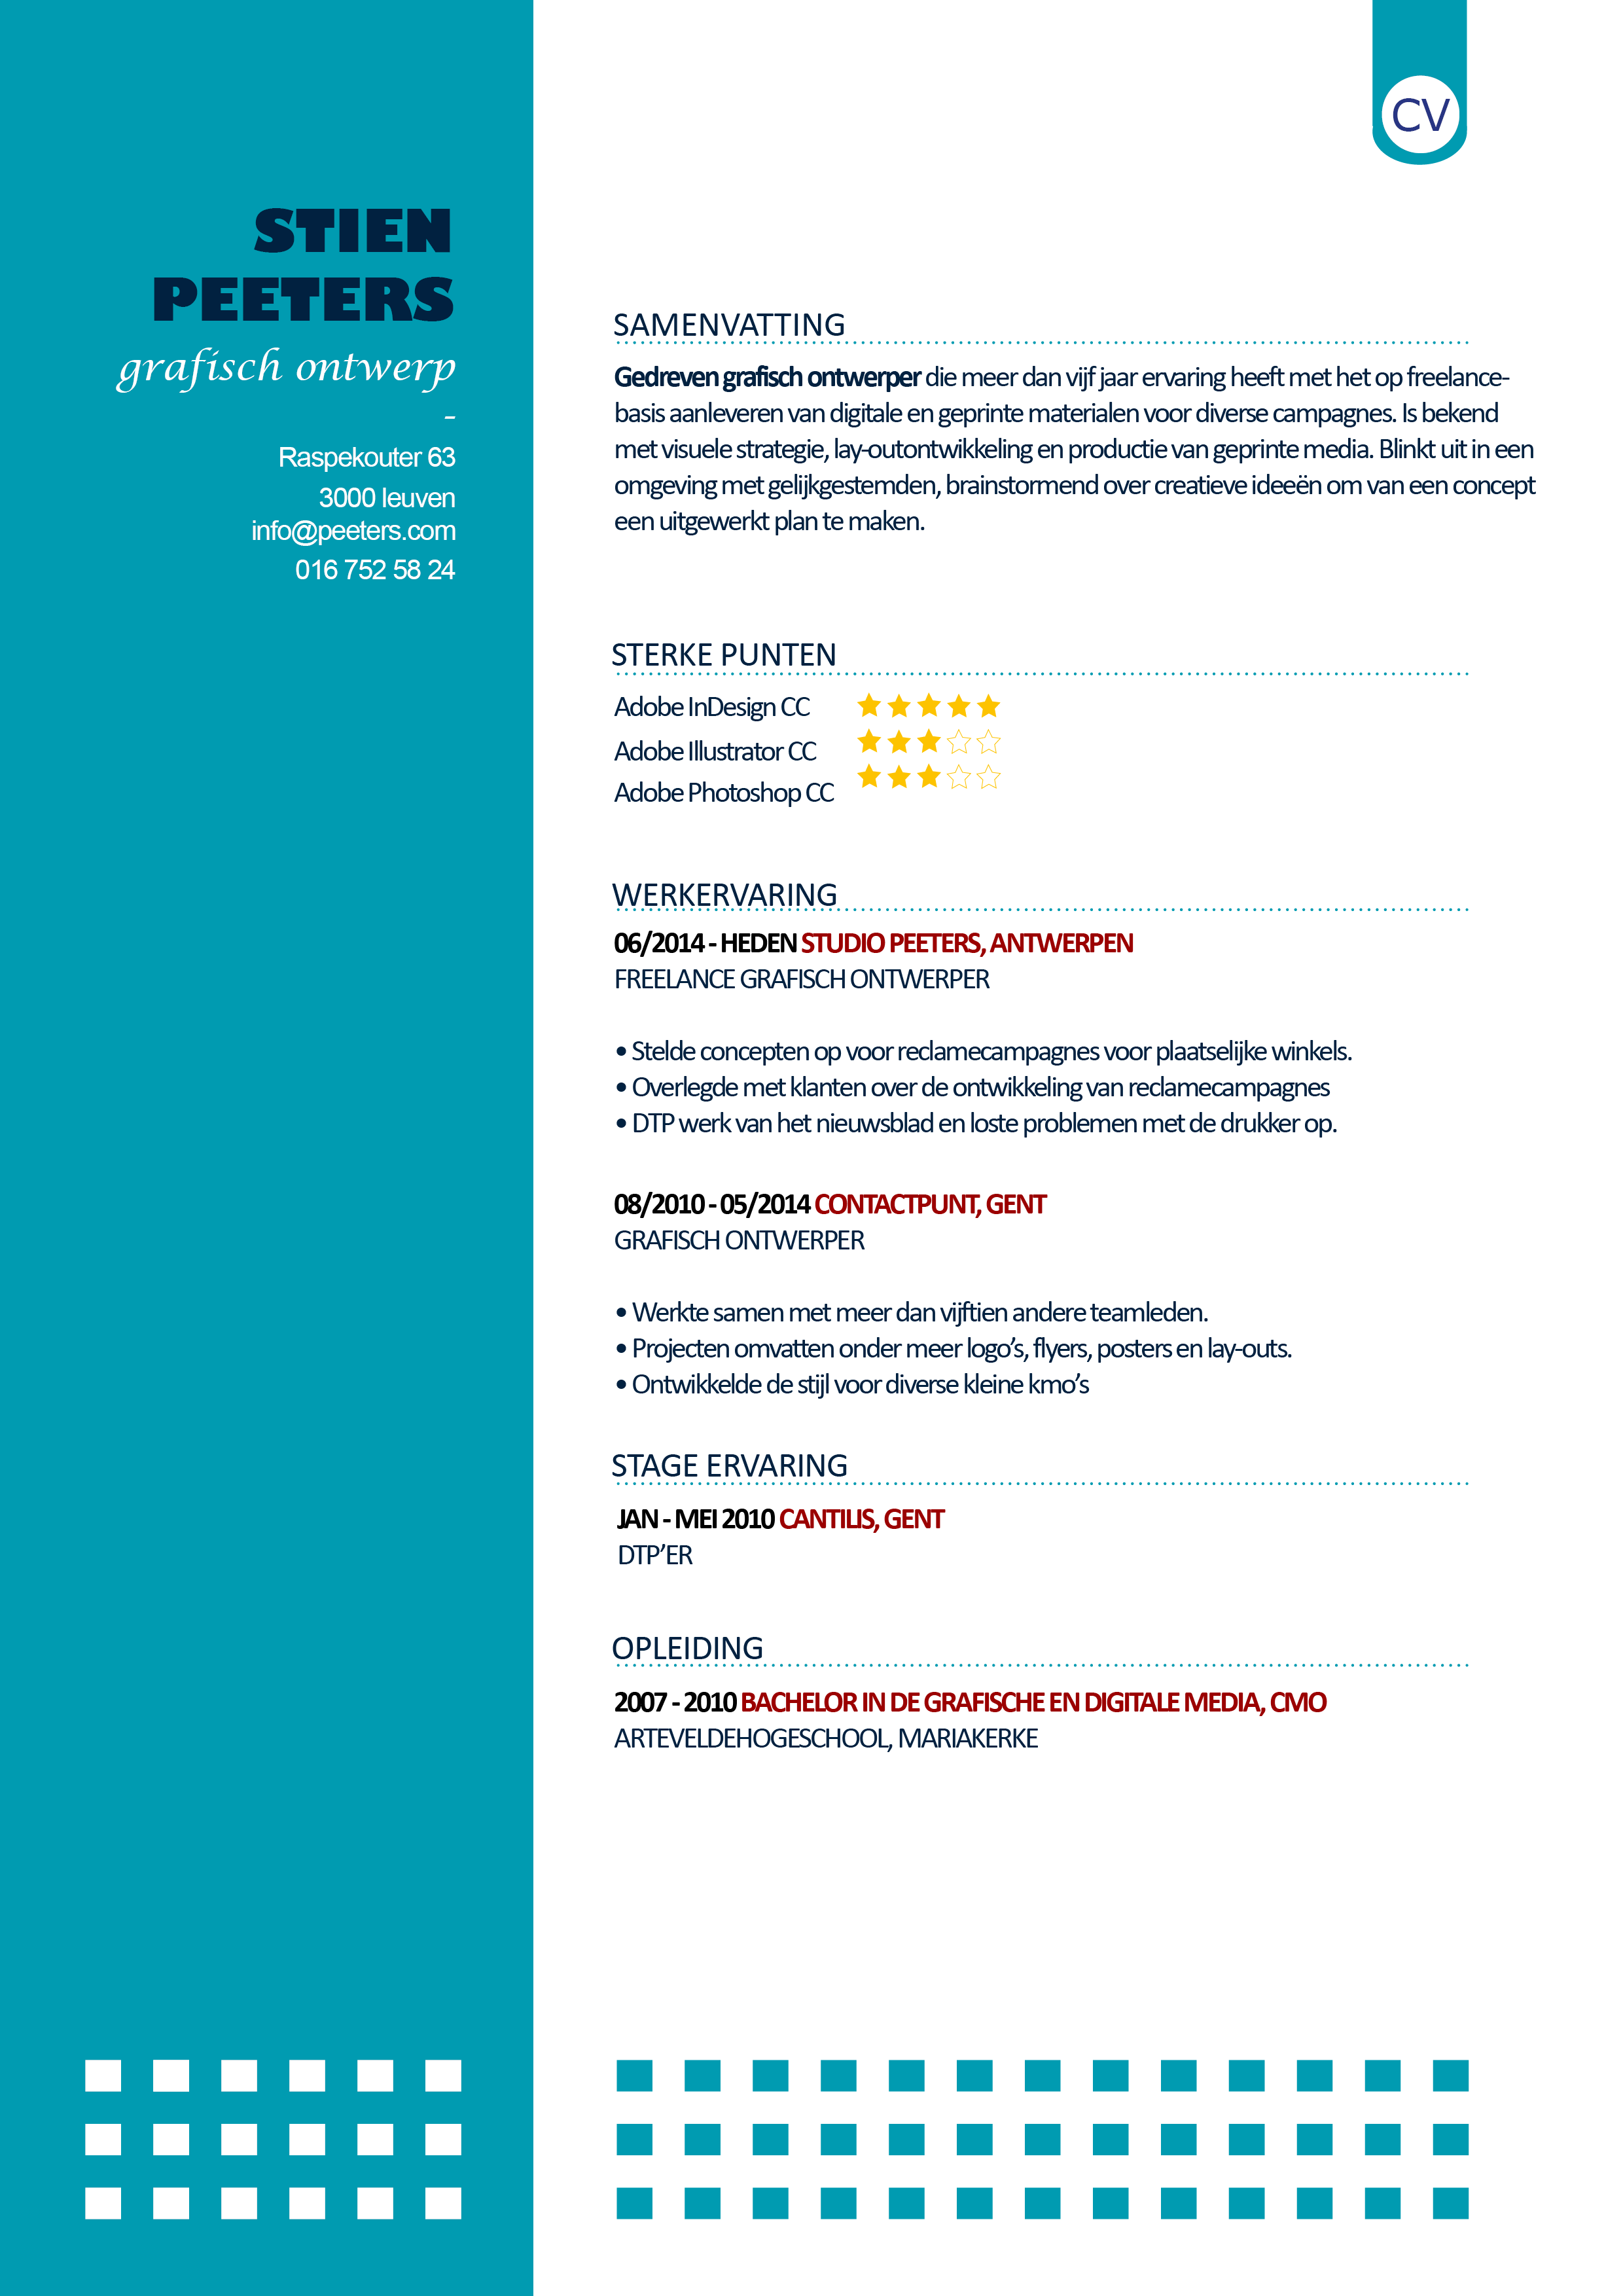 CV
STIEN
PEETERS
grafisch ontwerp
-
Raspekouter 63
3000 leuven
info@peeters.com
016 752 58 24
SAMENVATTING
Gedreven grafisch ontwerper die meer dan vijf jaar ervaring heeft met het op freelance-
basis aanleveren van digitale en geprinte materialen voor diverse campagnes. Is bekend
met visuele strategie, lay-outontwikkeling en productie van geprinte media. Blinkt uit in een
omgeving met gelijkgestemden, brainstormend over creatieve ideeën om van een concept
een uitgewerkt plan te maken.
STERKE PUNTEN
Adobe InDesign CC
Adobe Illustrator CC
Adobe Photoshop CC
WERKERVARING
06/2014 - HEDEN STUDIO PEETERS, ANTWERPEN
FREELANCE GRAFISCH ONTWERPER
• Stelde concepten op voor reclamecampagnes voor plaatselijke winkels.
• Overlegde met klanten over de ontwikkeling van reclamecampagnes
• DTP werk van het nieuwsblad en loste problemen met de drukker op.
08/2010 - 05/2014 CONTACTPUNT, GENT
GRAFISCH ONTWERPER
• Werkte samen met meer dan vijftien andere teamleden.
• Projecten omvatten onder meer logo’s, flyers, posters en lay-outs.
• Ontwikkelde de stijl voor diverse kleine kmo’s
STAGE ERVARING
JAN - MEI 2010 CANTILIS, GENT
DTP’ER
OPLEIDING
2007 - 2010 BACHELOR IN DE GRAFISCHE EN DIGITALE MEDIA, CMO
ARTEVELDEHOGESCHOOL, MARIAKERKE